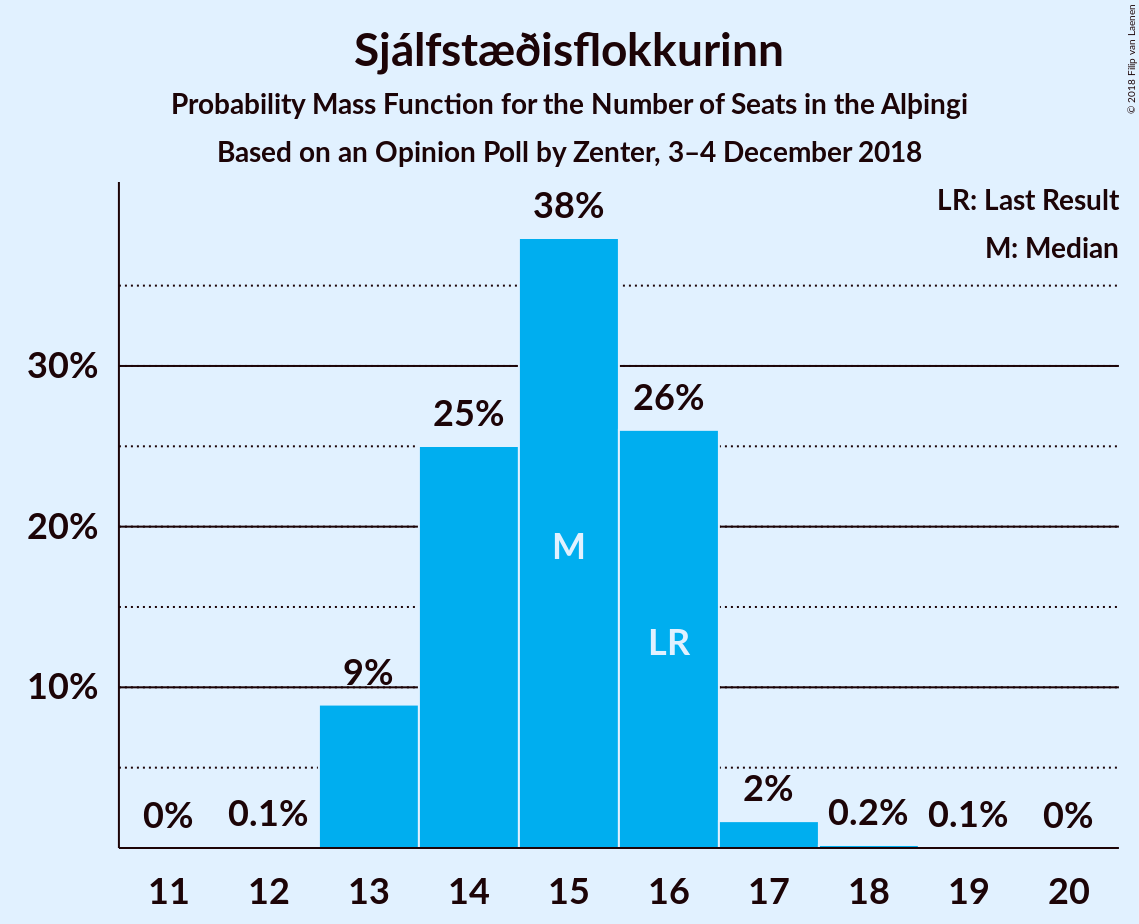 Sjálfstæðisflokkurinn
Probability Mass Function for the Number of Seats in the Alþingi
Based on an Opinion Poll by Zenter, 3–4 December 2018
© 2018 Filip van Laenen
LR: Last Result
M: Median
38%
30%
26%
25%
20%
M
LR
10%
9%
2%
0%
0.1%
0.2%
0.1%
0%
11
12
13
14
15
16
17
18
19
20